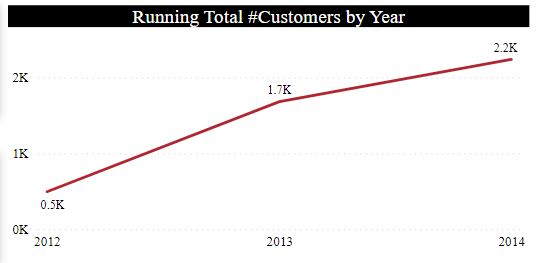 Running Total #Customers by Year
2.2K
2K
1.7K
1K
0.5K
0K
2012 2013 2014